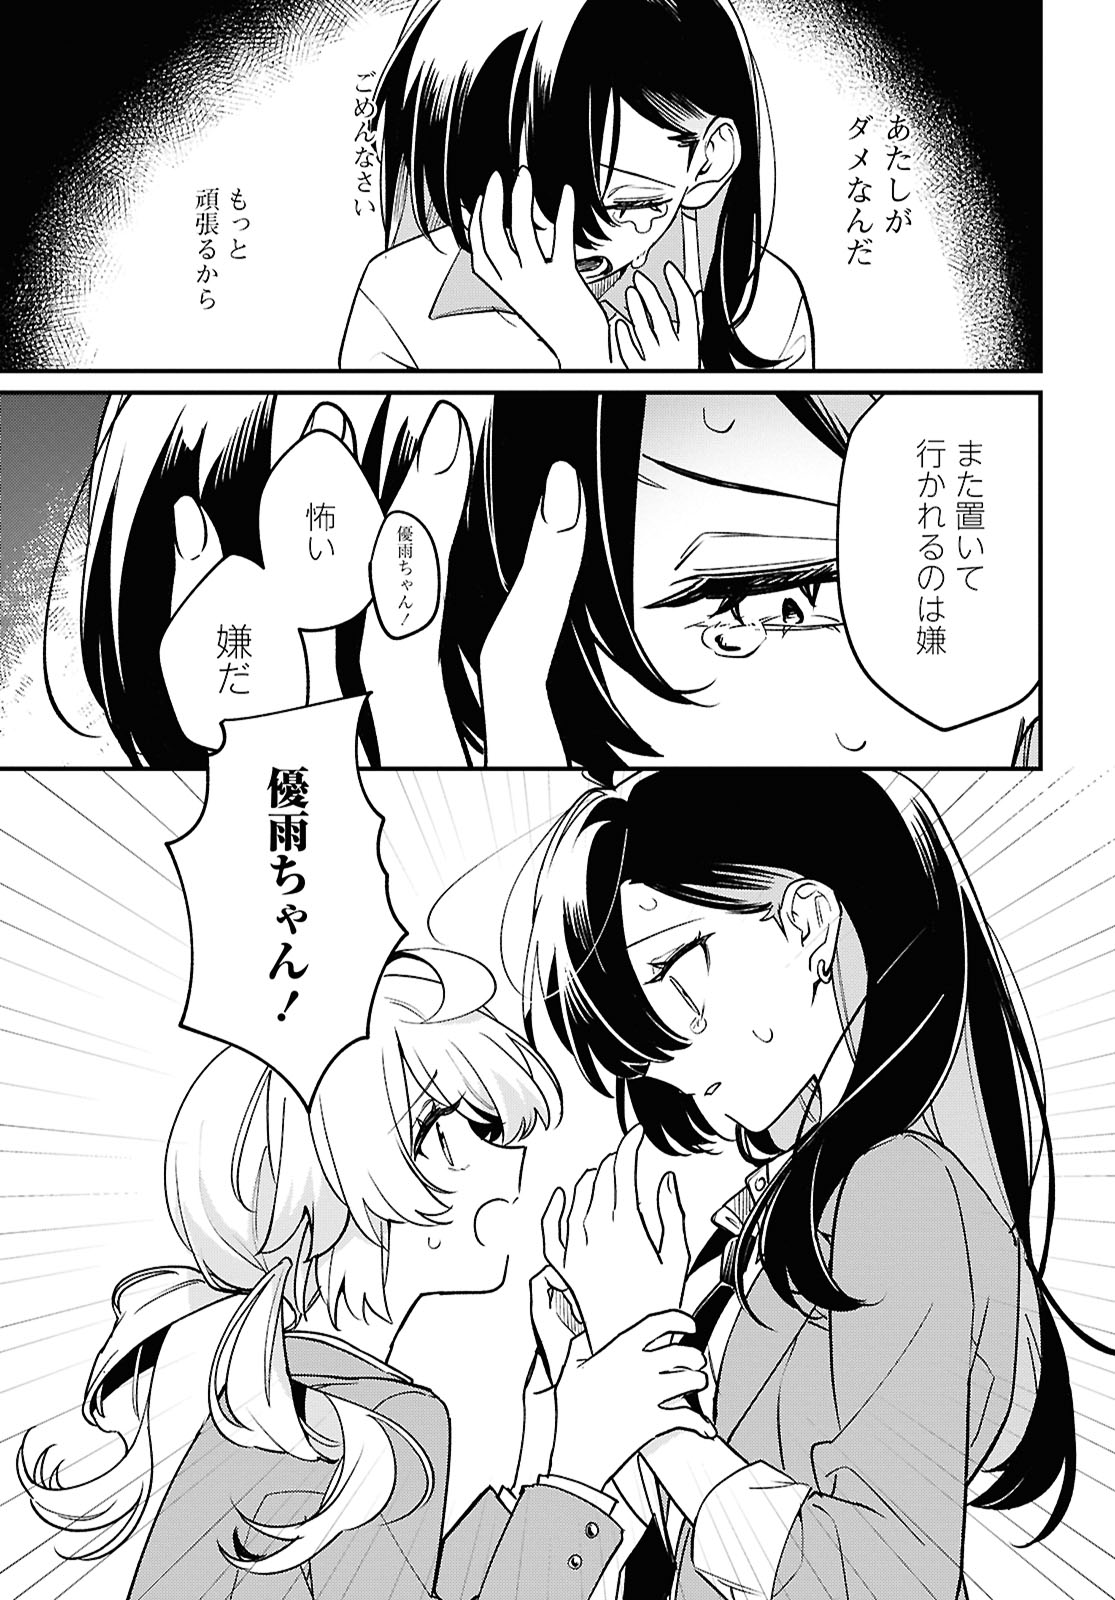 あたしが
ダメなんだ
ごめんなさい
もっと
頑張るから
また置いて
行かれるのは嫌
優雨ちゃん！
怖い
嫌だ
優雨ちゃん！